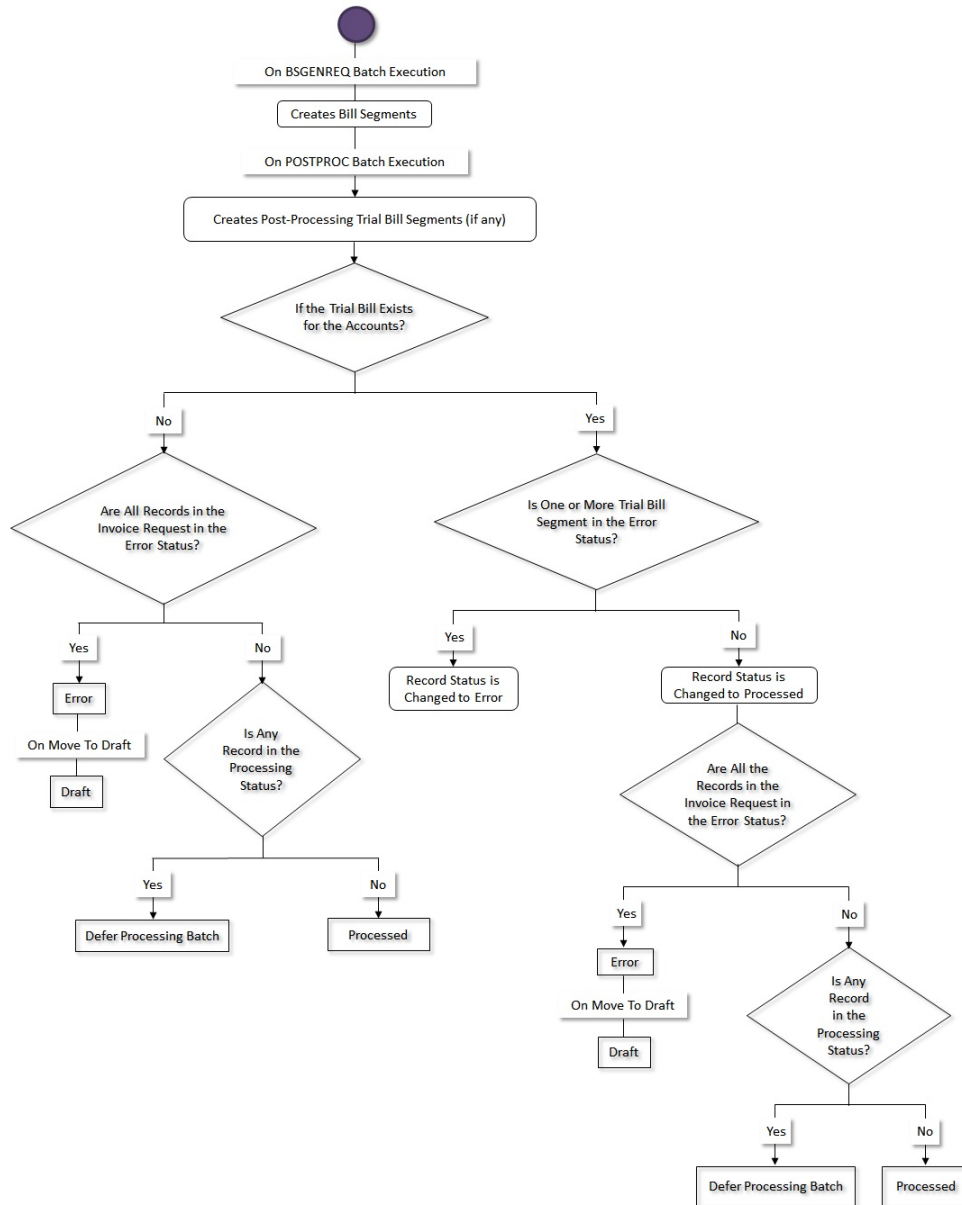 On BSGENREQ Batch Execution
Creates Bill Segments
On POSTPROC Batch Execution
Creates Post-Processing Trial Bill Segments (if any)
If the Trial Bill Exists
for the Accounts?
No
Yes
Are All Records in the
Invoice Request in the
Error Status?
Is One or More Trial Bill
Segment in the Error
Status?
Yes
No
Yes
No
Error
Record Status is
Changed to Error
Record Status is
Changed to Processed
On Move To Draft
Draft
Is Any
Record in the
Processing
Status?
Are All the
Records in the
Invoice Request in
the Error Status?
Yes
No
Defer Processing Batch
Processed
Yes
No
Error
On Move To Draft
Draft
Is Any
Record
in the
Processing
Status?
Yes
No
Defer Processing Batch
Processed